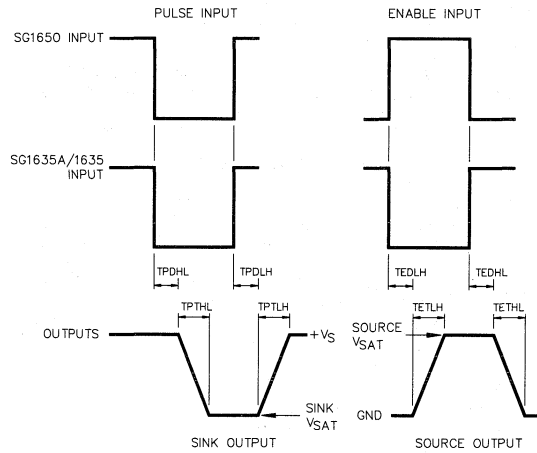 PULSE INPUT
ENABLE INPUT
SG1650 INPUT
SG1635A/1635
INPUT
TPDHL
TPDLH
TEDLH
TEDHL
TPTHL
TPTLH
TETLH
TETHL
OUTPUTS
+VS
SOURCE
VSAT
SINK
VSAT
GND
SINK OUTPUT
SOURCE OUTPUT